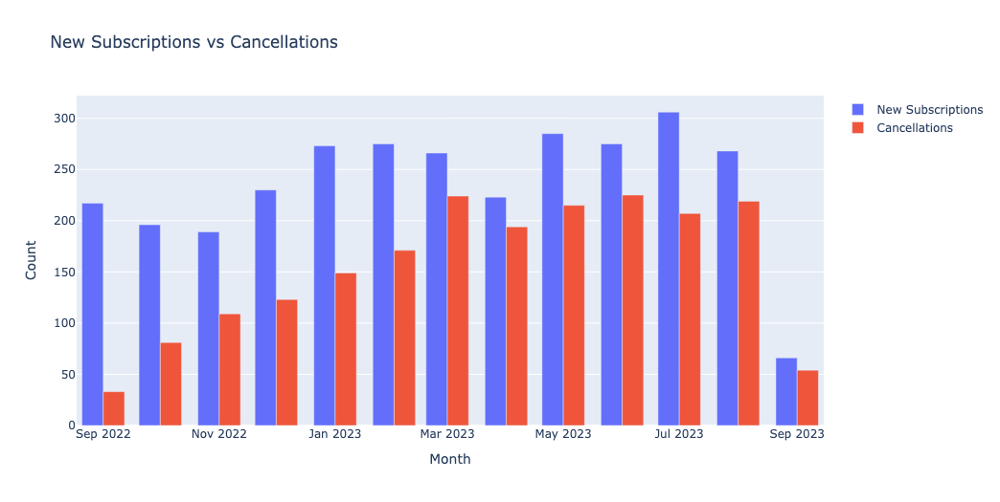 New Subscriptions vs Cancellations
New Subscriptions
Cancellations
300
250
200
150
100
50
0
Count
Sep 2022 Nov 2022 Jan 2023 Mar 2023 May 2023 Jul 2023 Sep 2023
Month